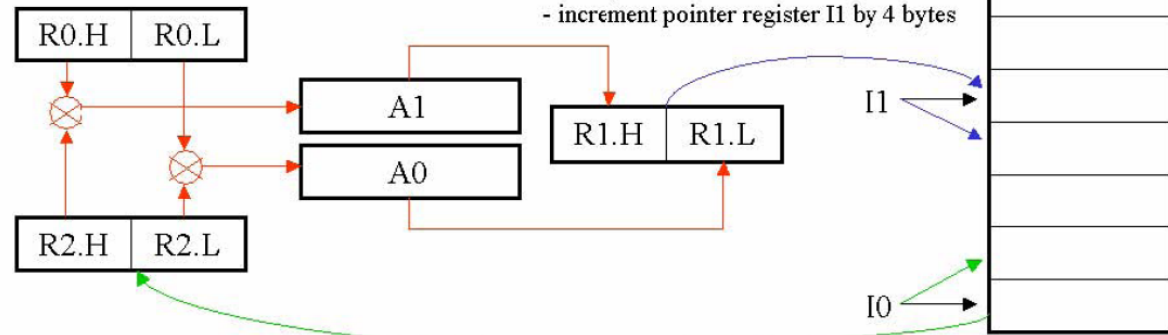 - increment pointer register I1 by 4 bytes
R0.H R0.L
A1
I1
R1.H R1.L
A0
R2.H R2.L
I0